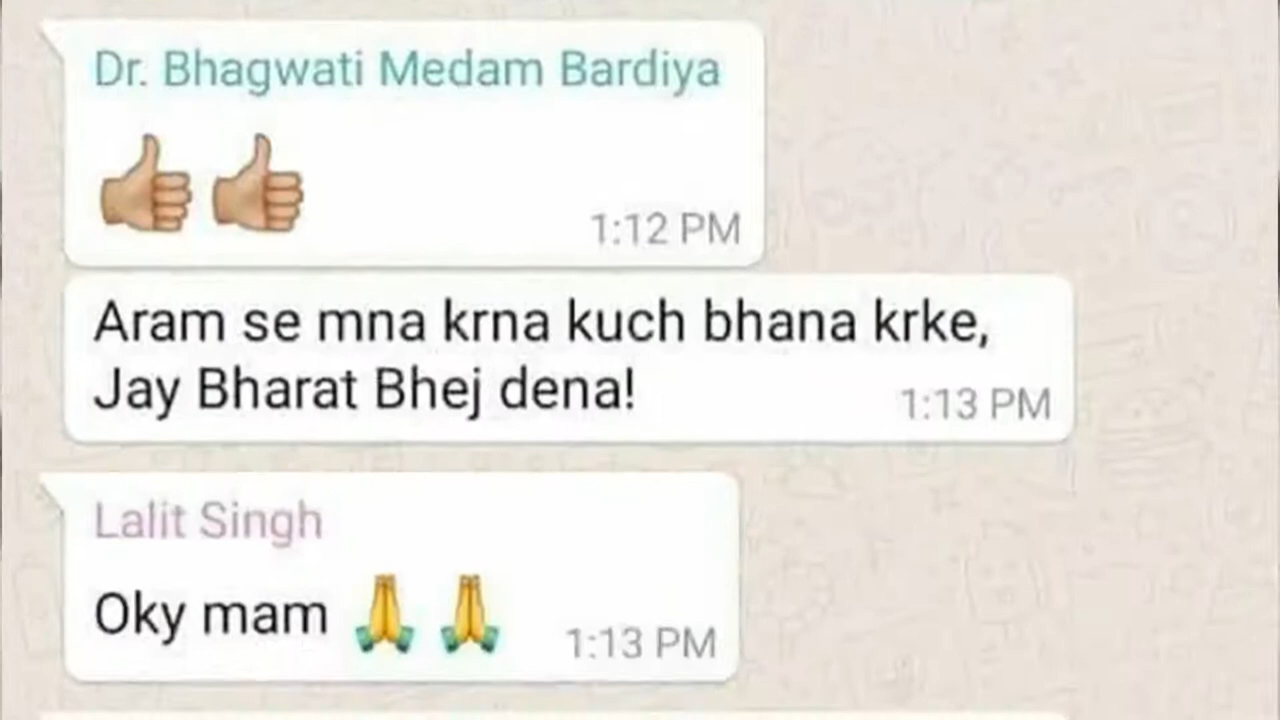 Dr. Bhagwati Medam Bardiya
👍🏼👍🏼
1:12 PM
Aram se mna krna kuch bhana krke,
Jay Bharat Bhej dena!
1:13 PM
Lalit Singh
Oky mam 🙏 🙏
1:13 PM